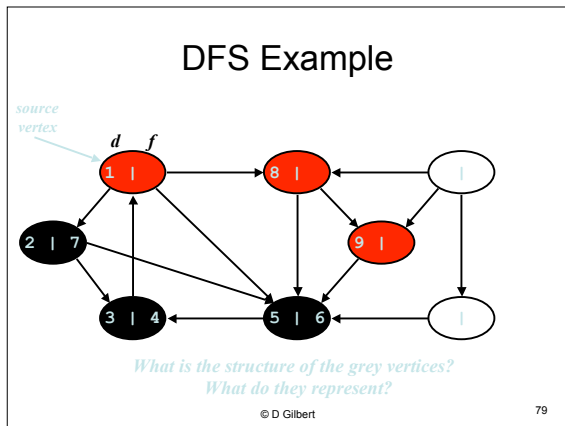 DFS Example
source
vertex
d f
1 |
8 |
|
2 | 7
9 |
3 | 4
5 | 6
|
What is the structure of the grey vertices?
What do they represent?
© D Gilbert
79